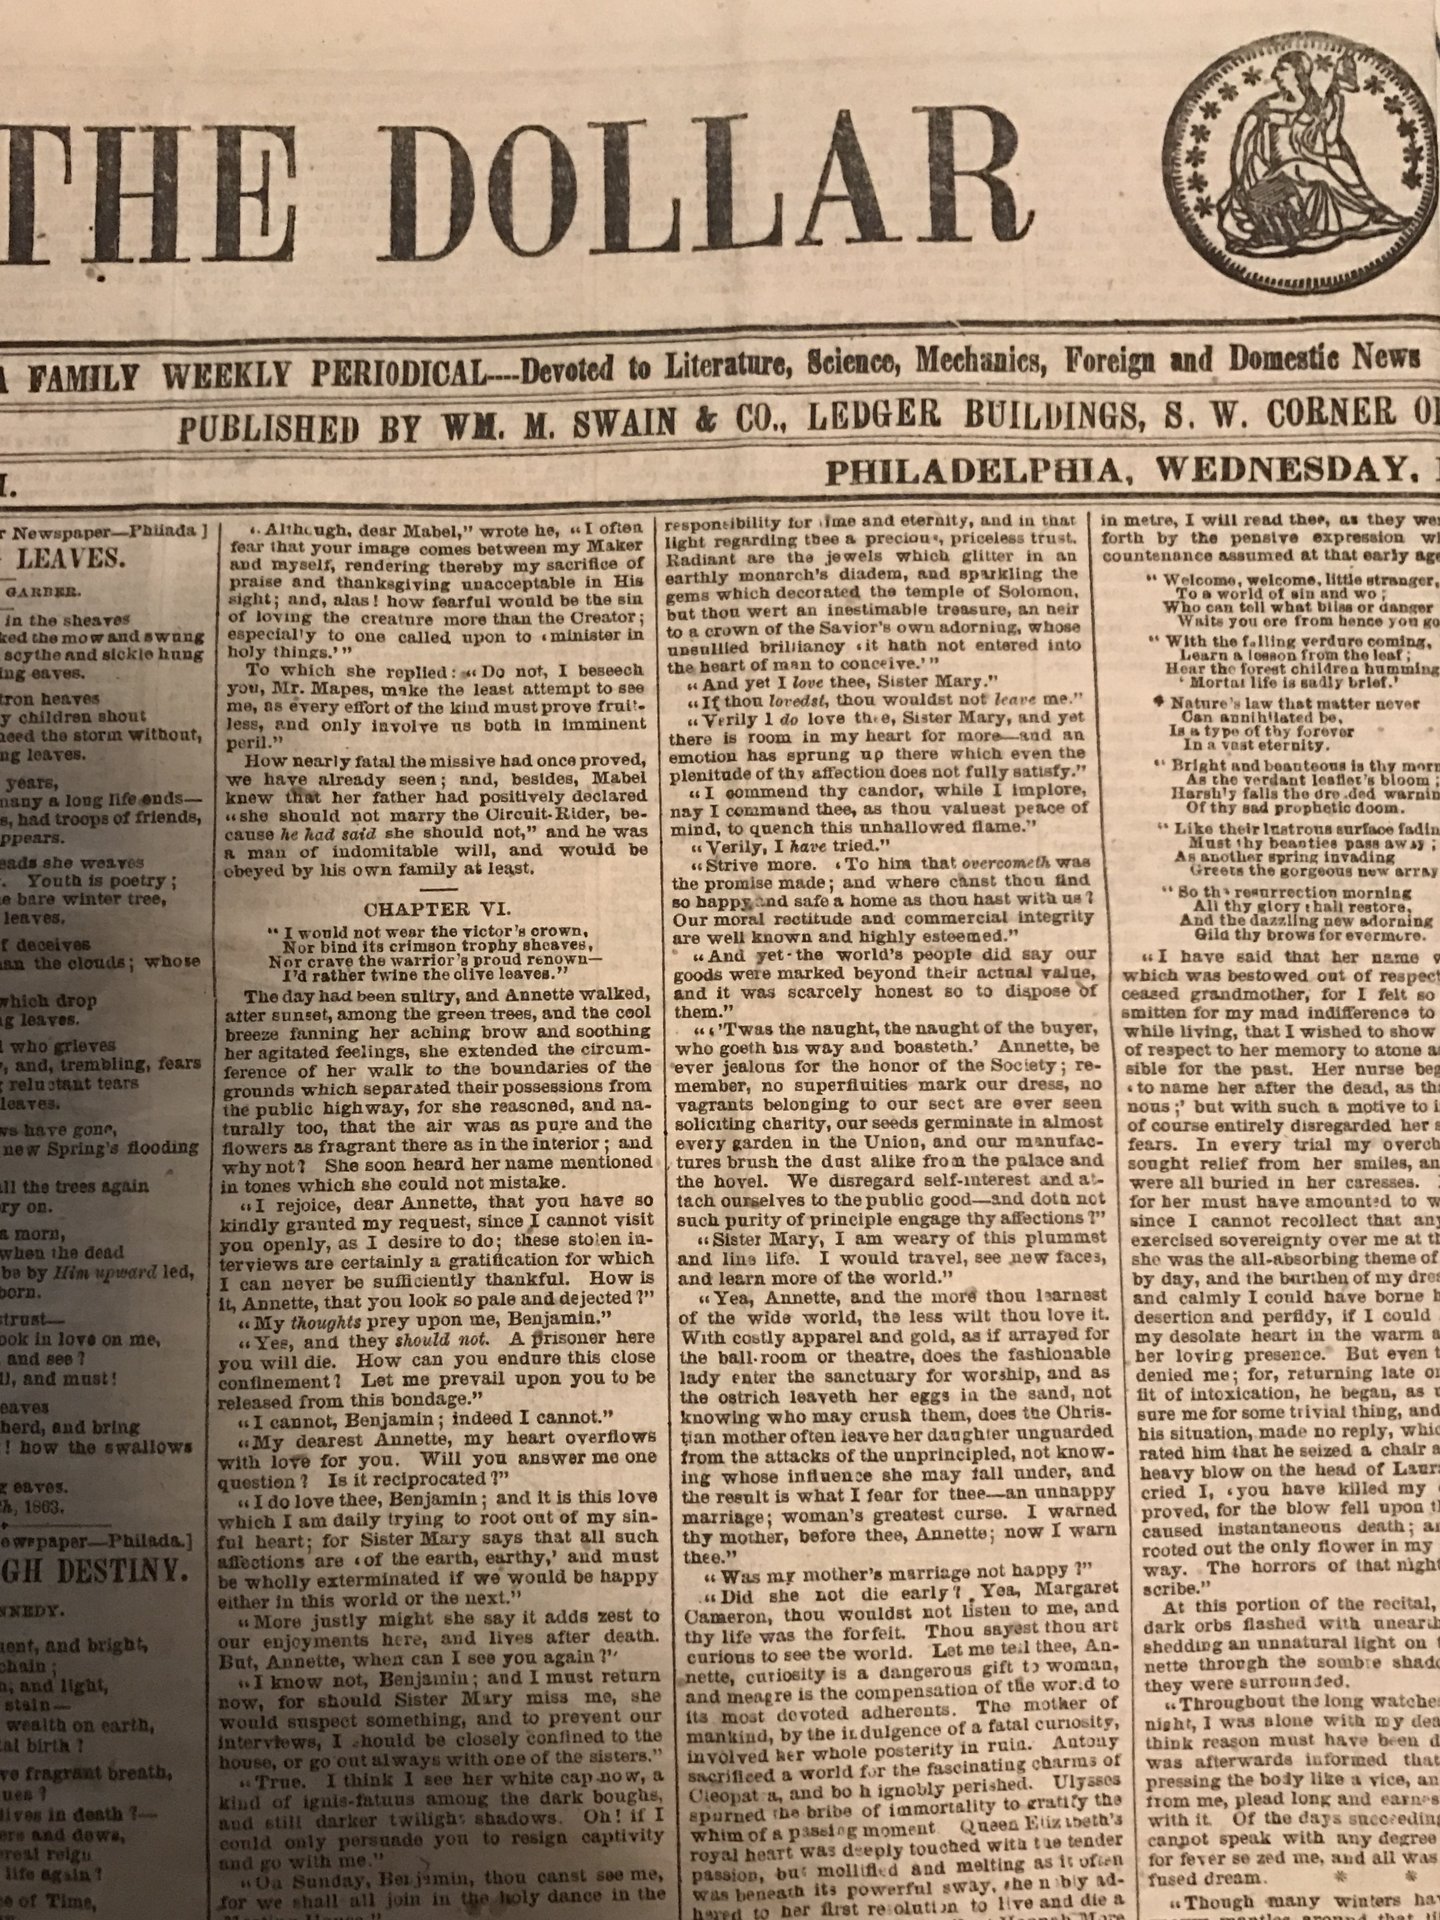 THE DOLLAR
A FAMILY WEEKLY PERIODICAL----Devoted to Literature, Science, Mechanics, Foreign and Domestic News
PUBLISHED BY WM. M. SWAIN & CO., LEDGER BUILDINGS, S. W. CORNER
PHILADELPHIA, WEDNESDAY,
Newspaper—Philada.]
LEAVES.
GARBER.
in the sheaves
the mow and swung
scythe and sickle hung
eaves.
heaves
children shout
the storm without,
leaves.
years,
many a long life ends—
had troops of friends,
she weaves
Youth is poetry;
bare winter tree,
leaves.
deceives
than the clouds; whose
which drop
leaves.
who grieves
and, trembling, fears
reluctant tears
leaves.
have gone,
new Spring's flooding
all the trees again
on.
a morn,
when the dead
be by Him upward led,
trust—
look in love on me,
and see?
and must!
and bring
! how the swallows
eaves.
1863.
Newspaper—Philada.]
DESTINY.
and bright,
chain;
and light,
stain—
wealth on earth,
birth?
fragrant breath,
lives in death?—
and dews,
life again?
of Time,
"Although, dear Mabel," wrote he, "I often
fear that your image comes between my Maker
and myself, rendering thereby my sacrifice of
praise and thanksgiving unacceptable in His
sight; and, alas! how fearful would be the sin
of loving the creature more than the Creator;
especially to one called upon to 'minister in
holy things.'"
To which she replied: "Do not, I beseech
you, Mr. Mapes, make the least attempt to see
me, as every effort of the kind must prove fruit-
less, and only involve us both in imminent
peril."
How nearly fatal the missive had once proved,
we have already seen; and, besides, Mabel
knew that her father had positively declared
"she should not marry the Circuit-Rider, be-
cause he had said she should not," and he was
a man of indomitable will, and would be
obeyed by his own family at least.
CHAPTER VI.
"I would not wear the victor's crown,
Nor bind its crimson trophy sheaves,
Nor crave the warrior's proud renown—
I'd rather twine the olive leaves."
The day had been sultry, and Annette walked,
after sunset, among the green trees, and the cool
breeze fanning her aching brow and soothing
her agitated feelings, she extended the circum-
ference of her walk to the boundaries of the
grounds which separated their possessions from
the public highway, for she reasoned, and na-
turally too, that the air was as pure and the
flowers as fragrant there as in the interior; and
why not? She soon heard her name mentioned
in tones which she could not mistake.
"I rejoice, dear Annette, that you have so
kindly granted my request, since I cannot visit
you openly, as I desire to do; these stolen in-
terviews are certainly a gratification for which
I can never be sufficiently thankful. How is
it, Annette, that you look so pale and dejected?"
"My thoughts prey upon me, Benjamin."
"Yes, and they should not. A prisoner here
you will die. How can you endure this close
confinement? Let me prevail upon you to be
released from this bondage."
"I cannot, Benjamin; indeed I cannot."
"My dearest Annette, my heart overflows
with love for you. Will you answer me one
question? Is it reciprocated?"
"I do love thee, Benjamin; and it is this love
which I am daily trying to root out of my sin-
ful heart; for Sister Mary says that all such
affections are 'of the earth, earthy,' and must
be wholly exterminated if we would be happy
either in this world or the next."
"More justly might she say it adds zest to
our enjoyments here, and lives after death.
But, Annette, when can I see you again?"
"I know not, Benjamin; and I must return
now, for should Sister Mary miss me, she
would suspect something, and to prevent our
interviews, I should be closely confined to the
house, or go out always with one of the sisters."
"True. I think I see her white cap now, a
kind of ignis-fatuus among the dark boughs,
and still darker twilight shadows. Oh! if I
could only persuade you to resign captivity
and go with me."
"On Sunday, Benjamin, thou canst see me,
for we shall all join in the holy dance in the
responsibility for time and eternity, and in that
light regarding thee a precious, priceless trust.
Radiant are the jewels which glitter in an
earthly monarch's diadem, and sparkling the
gems which decorated the temple of Solomon,
but thou wert an inestimable treasure, an heir
to a crown of the Savior's own adorning, whose
unsullied brilliancy 'it hath not entered into
the heart of man to conceive.'"
"And yet I love thee, Sister Mary."
"If thou lovedst, thou wouldst not leave me."
"Verily I do love thee, Sister Mary, and yet
there is room in my heart for more—and an
emotion has sprung up there which even the
plenitude of thy affection does not fully satisfy."
"I commend thy candor, while I implore,
nay I command thee, as thou valuest peace of
mind, to quench this unhallowed flame."
"Verily, I have tried."
"Strive more. 'To him that overcometh was
the promise made; and where canst thou find
so happy and safe a home as thou hast with us?
Our moral rectitude and commercial integrity
are well known and highly esteemed."
"And yet the world's people did say our
goods were marked beyond their actual value,
and it was scarcely honest so to dispose of
them."
"''Twas the naught, the naught of the buyer,
who goeth his way and boasteth.' Annette, be
ever jealous for the honor of the Society; re-
member, no superfluities mark our dress, no
vagrants belonging to our sect are ever seen
soliciting charity, our seeds germinate in almost
every garden in the Union, and our manufac-
tures brush the dust alike from the palace and
the hovel. We disregard self-interest and at-
tach ourselves to the public good—and doth not
such purity of principle engage thy affections?"
"Sister Mary, I am weary of this plummet
and line life. I would travel, see new faces,
and learn more of the world."
"Yea, Annette, and the more thou learnest
of the wide world, the less wilt thou love it.
With costly apparel and gold, as if arrayed for
the ball-room or theatre, does the fashionable
lady enter the sanctuary for worship, and as
the ostrich leaveth her eggs in the sand, not
knowing who may crush them, does the Chris-
tian mother often leave her daughter unguarded
from the attacks of the unprincipled, not know-
ing whose influence she may fall under, and
the result is what I fear for thee—an unhappy
marriage; woman's greatest curse. I warned
thy mother, before thee, Annette; now I warn
thee."
"Was my mother's marriage not happy?"
"Did she not die early? Yea, Margaret
Cameron, thou wouldst not listen to me, and
thy life was the forfeit. Thou sayest thou art
curious to see the world. Let me tell thee, An-
nette, curiosity is a dangerous gift to woman,
and meagre is the compensation of the world to
its most devoted adherents. The mother of
mankind, by the indulgence of a fatal curiosity,
involved her whole posterity in ruin. Antony
sacrificed a world for the fascinating charms of
Cleopatra, and both ignobly perished. Ulysses
spurned the bribe of immortality to gratify the
whim of a passing moment. Queen Elizabeth's
royal heart was deeply touched with the tender
passion, but mollified and melting as it often
was beneath its powerful sway, she nobly ad-
hered to her first resolution to live and die a
in metre, I will read thee, as they
forth by the pensive expression
countenance assumed at that early
"Welcome, welcome, little stranger,
To a world of sin and wo;
Who can tell what bliss or danger
Waits you ere from hence you go
"With the falling verdure coming,
Learn a lesson from the leaf;
Hear the forest children humming
'Mortal life is sadly brief.'
"Nature's law that matter never
Can annihilated be,
Is a type of thy forever
In a vast eternity.
"Bright and beauteous is thy
As the verdant leaflet's bloom;
Harshly falls the dreaded
Of thy sad prophetic doom.
"Like their lustrous surface
Must thy beauties pass away;
As another spring invading
Greets the gorgeous new array
"So the resurrection morning
All thy glory shall restore,
And the dazzling new adorning
Gild thy brows for evermore.
"I have said that her name
which was bestowed out of respect
ceased grandmother, for I felt so
smitten for my mad indifference to
while living, that I wished to show
of respect to her memory to atone as
sible for the past. Her nurse
'to name her after the dead, as
nous;' but with such a motive to
of course entirely disregarded her
fears. In every trial my
sought relief from her smiles,
were all buried in her caresses.
for her must have amounted to
since I cannot recollect that
exercised sovereignty over me at
she was the all-absorbing theme of
by day, and the burthen of my
and calmly I could have borne
desertion and perfidy, if I could
my desolate heart in the warm
her loving presence. But even
denied me; for, returning late
fit of intoxication, he began, as
sure me for some trivial thing, and
his situation, made no reply,
rated him that he seized a chair
heavy blow on the head of
cried I, 'you have killed my
proved, for the blow fell upon
caused instantaneous death;
rooted out the only flower in my
way. The horrors of that night
scribe."
At this portion of the recital,
dark orbs flashed with
shedding an unnatural light on
nette through the sombre
they were surrounded.
"Throughout the long
night, I was alone with my
think reason must have been
was afterwards informed that
pressing the body like a vice,
from me, plead long and
with it. Of the days succeeding
cannot speak with any degree
for fever seized me, and all was
fused dream. * *
"Though many winters